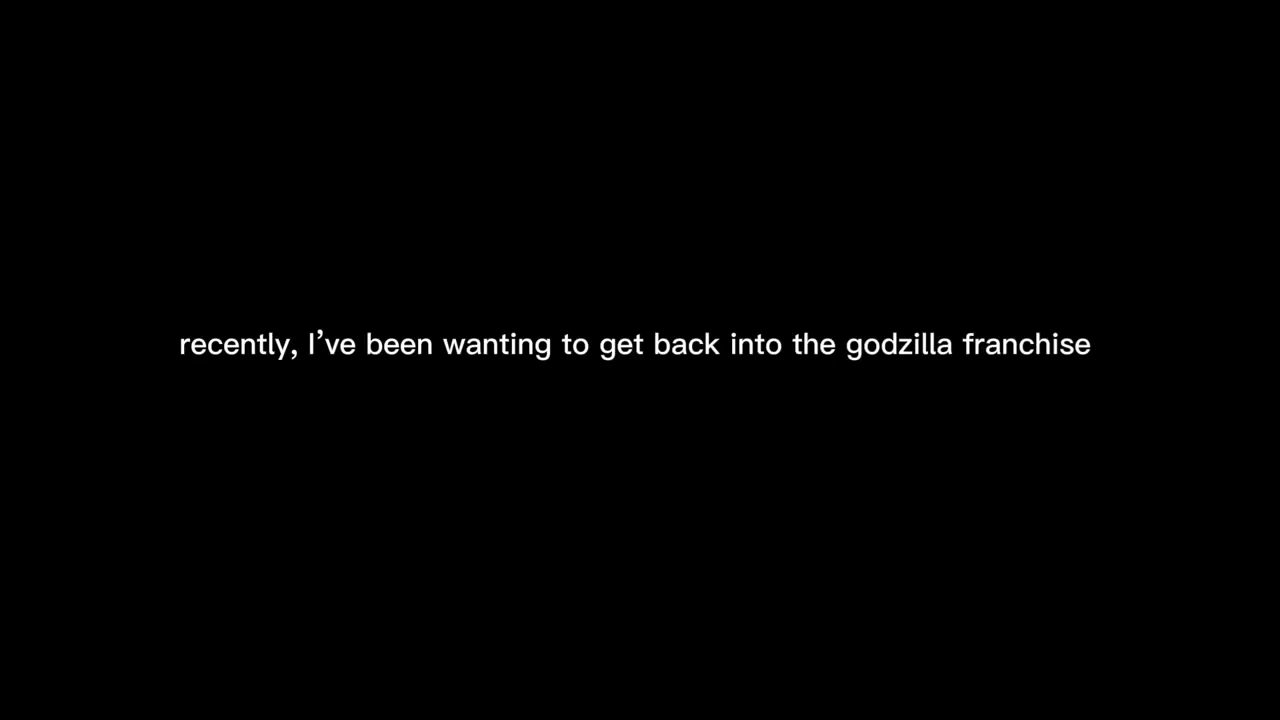 recently, I’ve been wanting to get back into the godzilla franchise